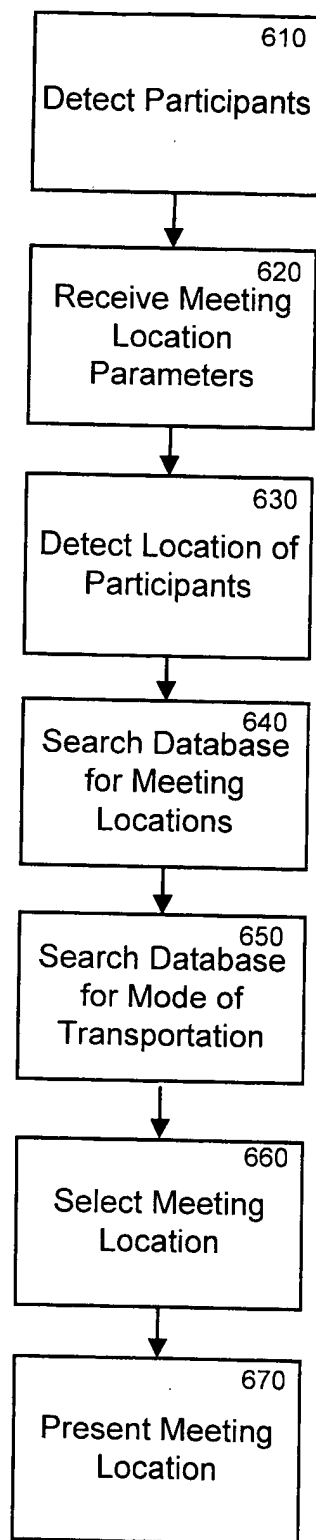 610
Detect Participants
620
Receive Meeting
Location
Parameters
630
Detect Location of
Participants
640
Search Database
for Meeting
Locations
650
Search Database
for Mode of
Transportation
660
Select Meeting
Location
670
Present Meeting
Location